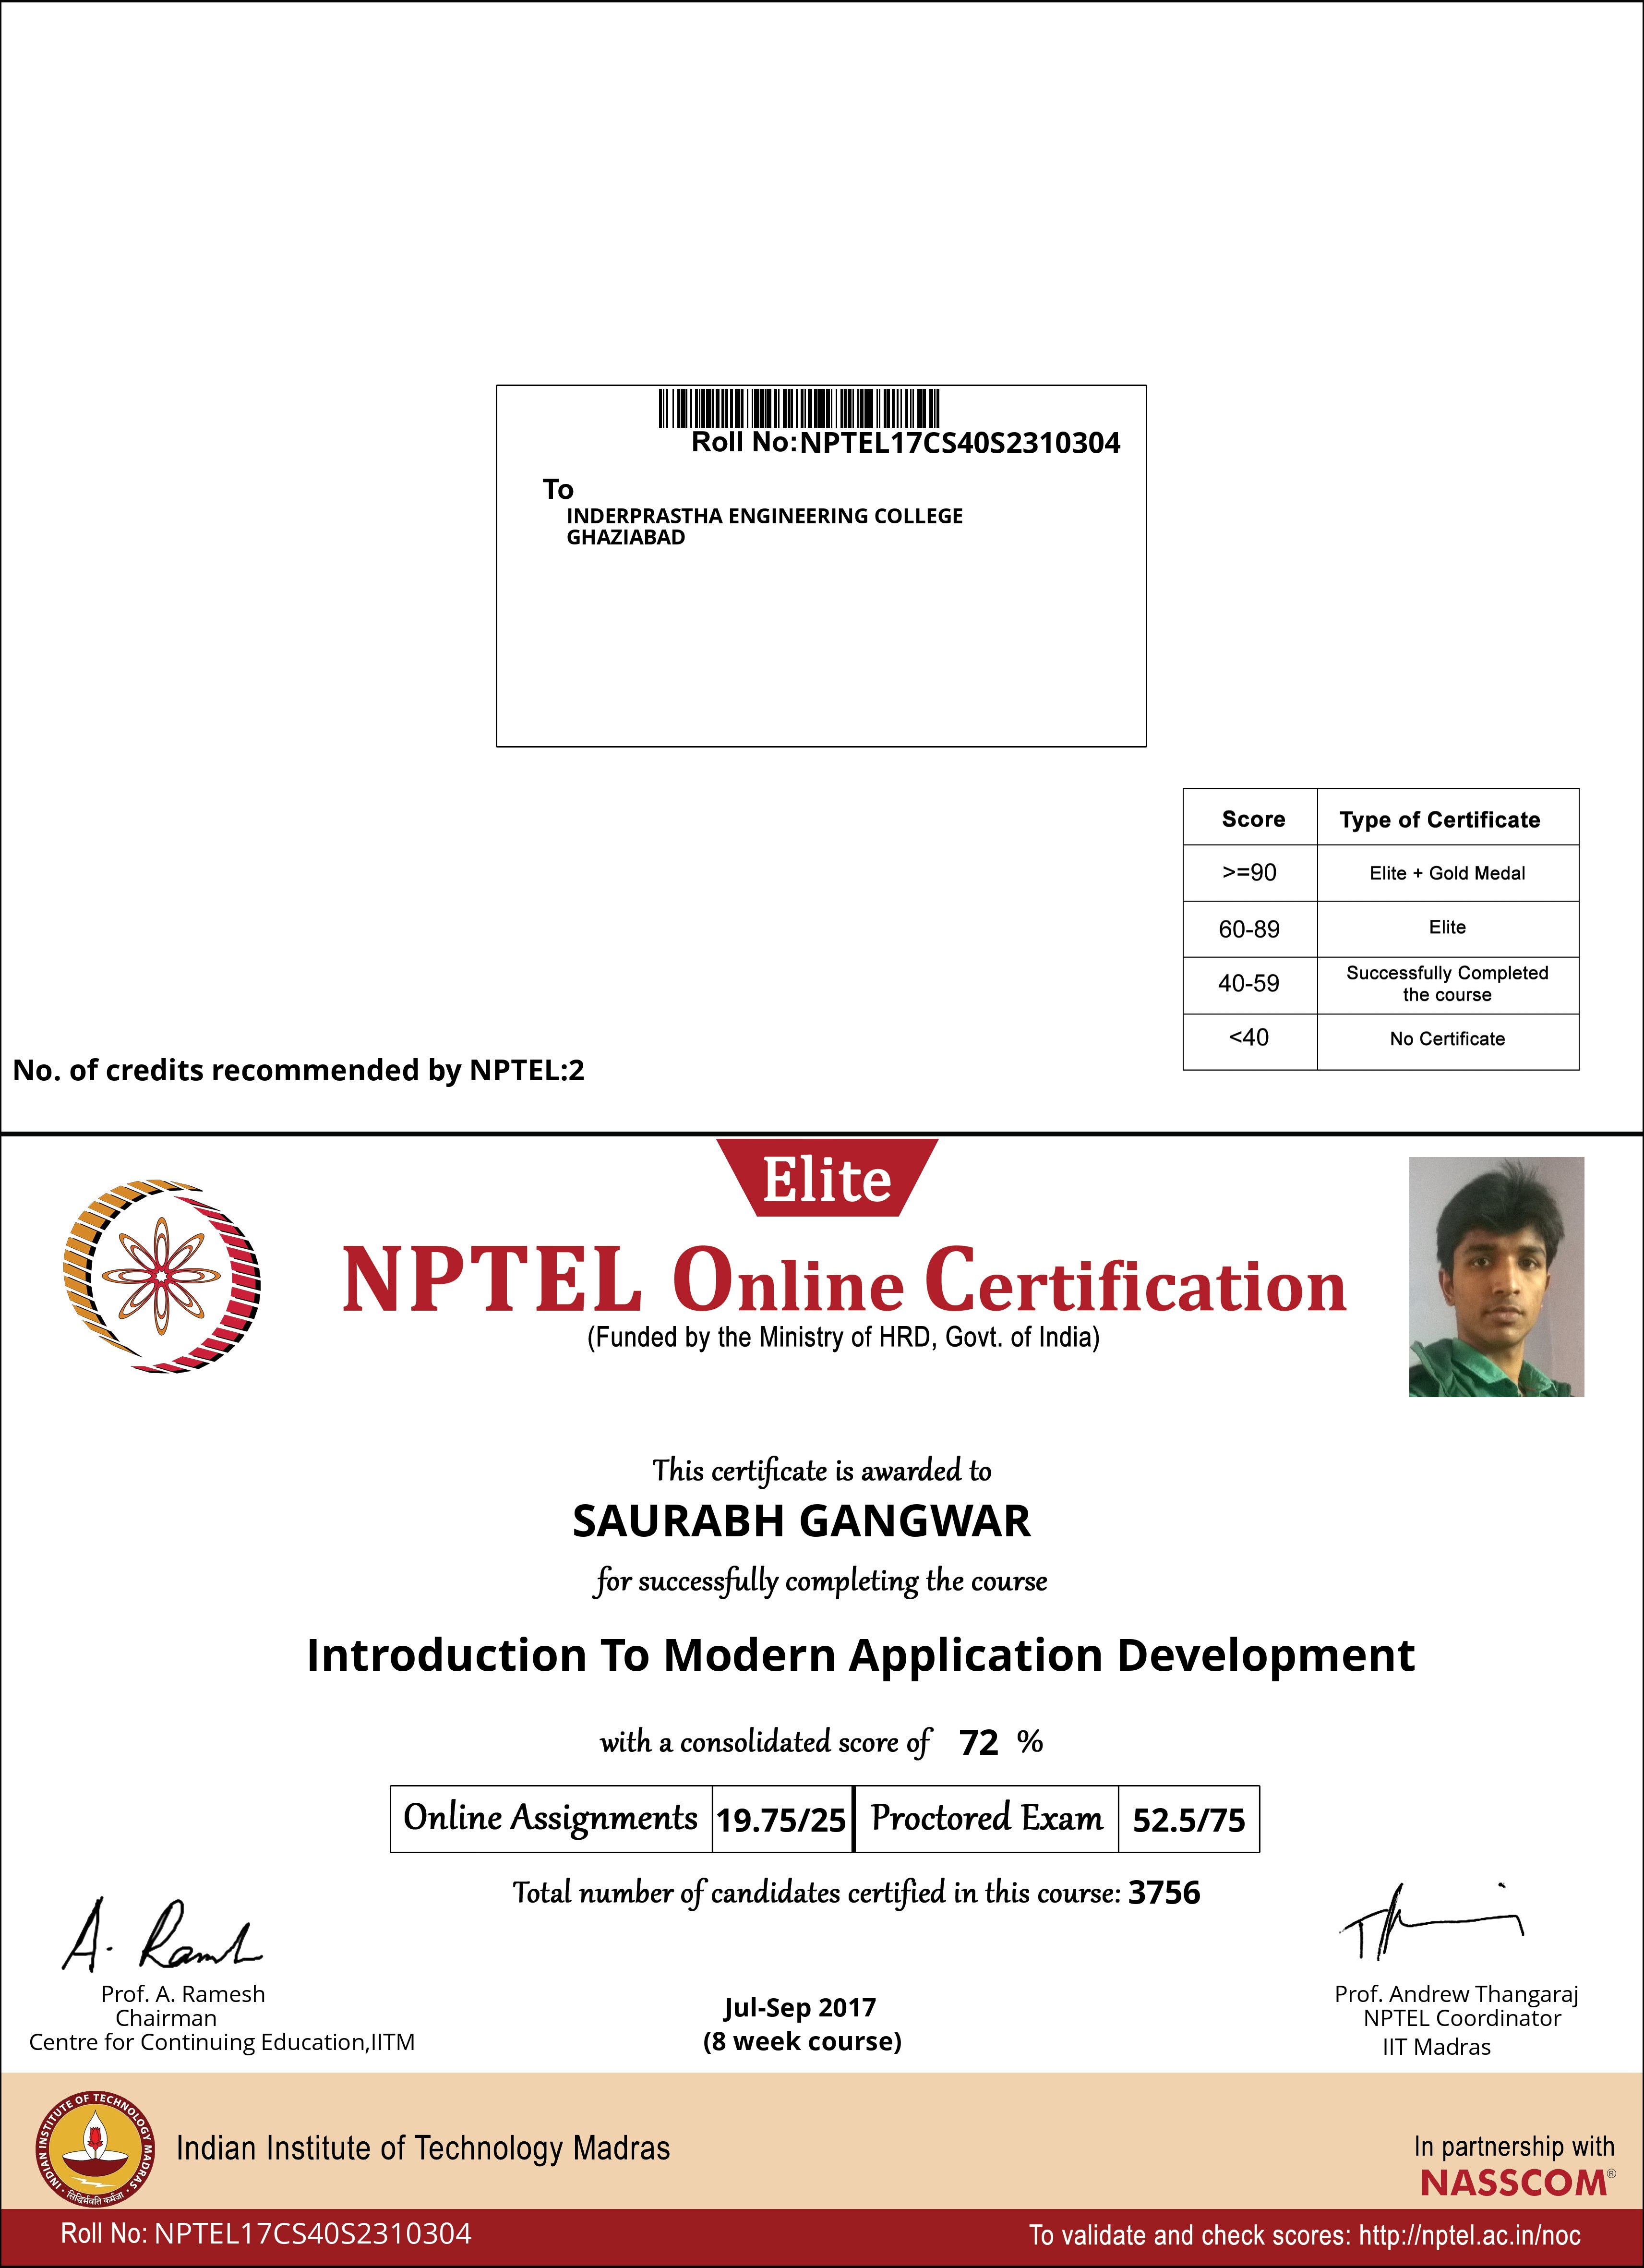 Roll No:NPTEL17CS40S2310304
To
INDERPRASTHA ENGINEERING COLLEGE
GHAZIABAD
Score Type of Certificate
>=90 Elite + Gold Medal
60-89 Elite
40-59 Successfully Completed
the course
<40 No Certificate
No. of credits recommended by NPTEL:2
Elite
NPTEL Online Certification
(Funded by the Ministry of HRD, Govt. of India)
This certificate is awarded to
SAURABH GANGWAR
for successfully completing the course
Introduction To Modern Application Development
with a consolidated score of 72 %
Online Assignments 19.75/25 Proctored Exam 52.5/75
Total number of candidates certified in this course: 3756
A. Ramesh
Prof. A. Ramesh
Chairman
Centre for Continuing Education,IITM
Jul-Sep 2017
(8 week course)
Prof. Andrew Thangaraj
NPTEL Coordinator
IIT Madras
INDIAN INSTITUTE OF TECHNOLOGY MADRAS
सिद्धिर्भवति कर्मजा
Indian Institute of Technology Madras
In partnership with
NASSCOM®
Roll No: NPTEL17CS40S2310304
To validate and check scores: http://nptel.ac.in/noc